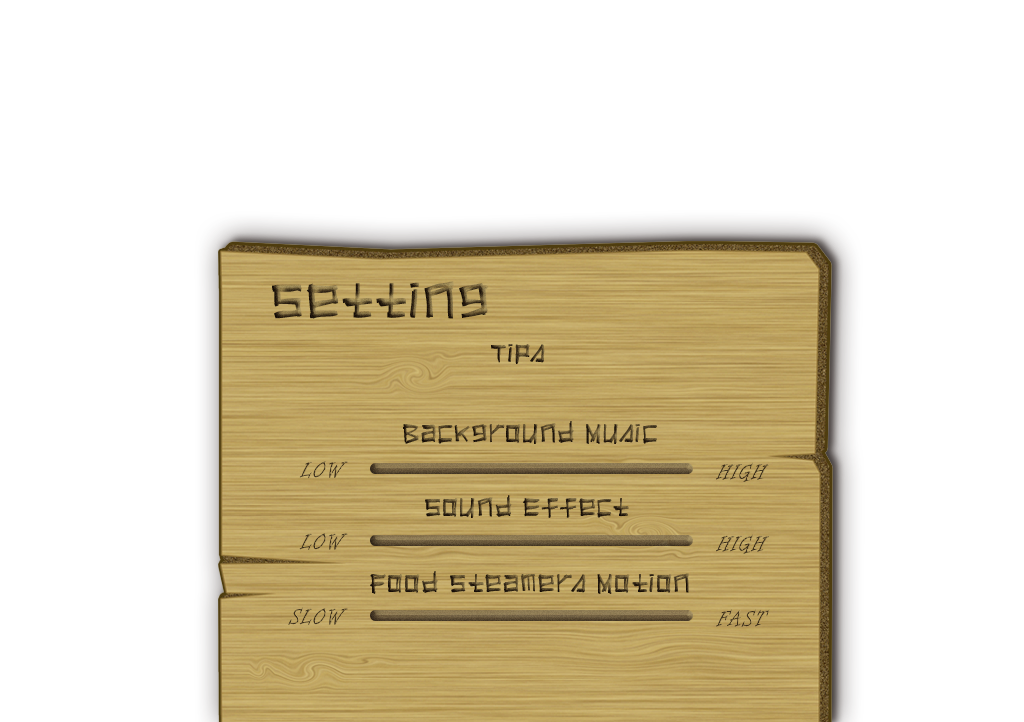 Setting
TiPs
Background Music
LOW HIGH
Sound Effect
LOW HIGH
Food Steamers Motion
SLOW FAST